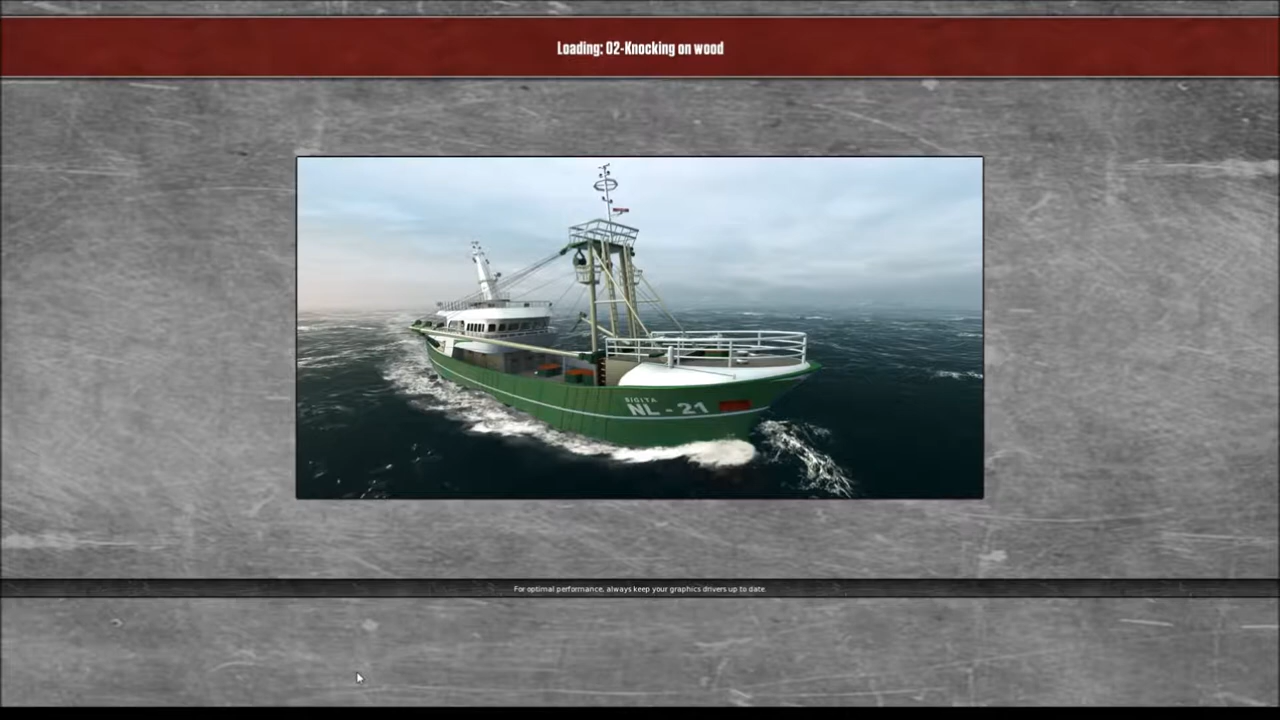 Loading: 02-Knocking on wood
SIGITA
NL - 21
For optimal performance, always keep your graphics drivers up to date.